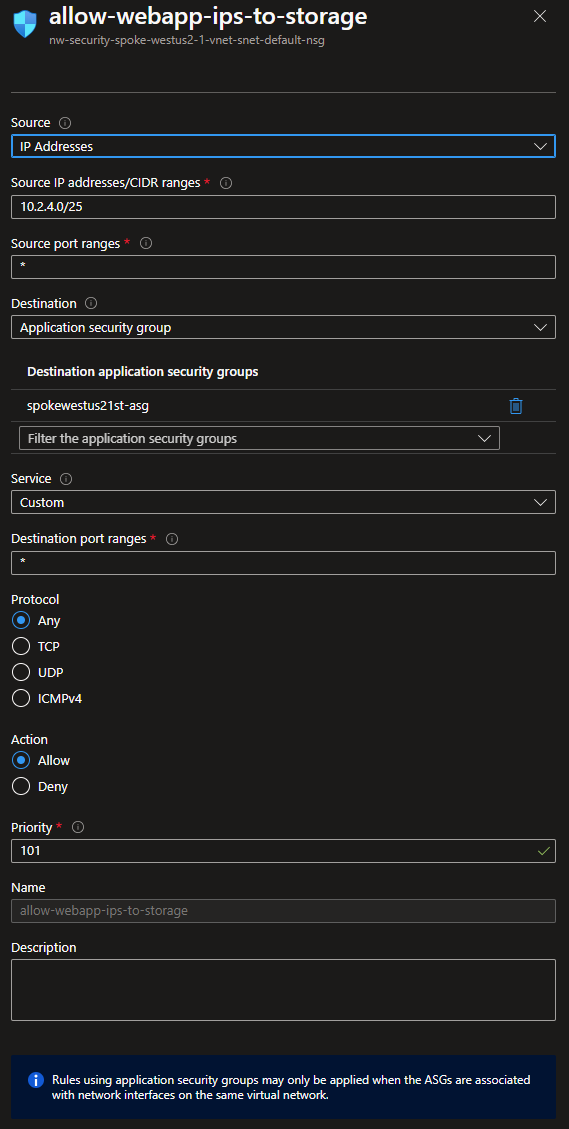 allow-webapp-ips-to-storage
nw-security-spoke-westus2-1-vnet-snet-default-nsg
Source
IP Addresses
Source IP addresses/CIDR ranges *
10.2.4.0/25
Source port ranges *
*
Destination
Application security group
Destination application security groups
spokewestus21st-asg
Filter the application security groups
Service
Custom
Destination port ranges *
*
Protocol
Any
TCP
UDP
ICMPv4
Action
Allow
Deny
Priority *
101
Name
allow-webapp-ips-to-storage
Description
Rules using application security groups may only be applied when the ASGs are associated
with network interfaces on the same virtual network.